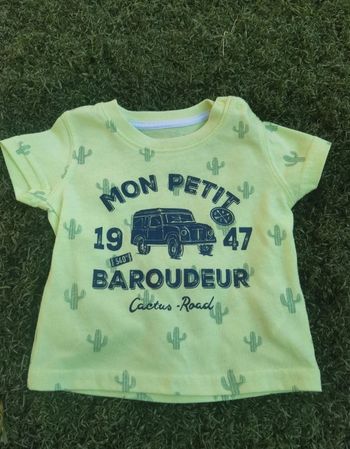 MON PETIT
19 47
BAROUDEUR
Cactus-Road